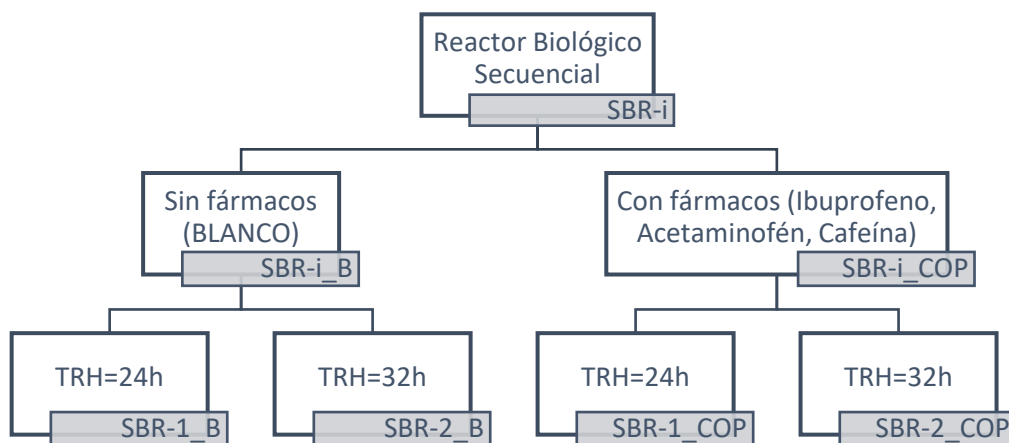 Reactor Biológico
Secuencial
SBR-i
Sin fármacos
(BLANCO)
SBR-i_B
Con fármacos (Ibuprofeno,
Acetaminofén, Cafeína)
SBR-i_COP
TRH=24h
SBR-1_B
TRH=32h
SBR-2_B
TRH=24h
SBR-1_COP
TRH=32h
SBR-2_COP